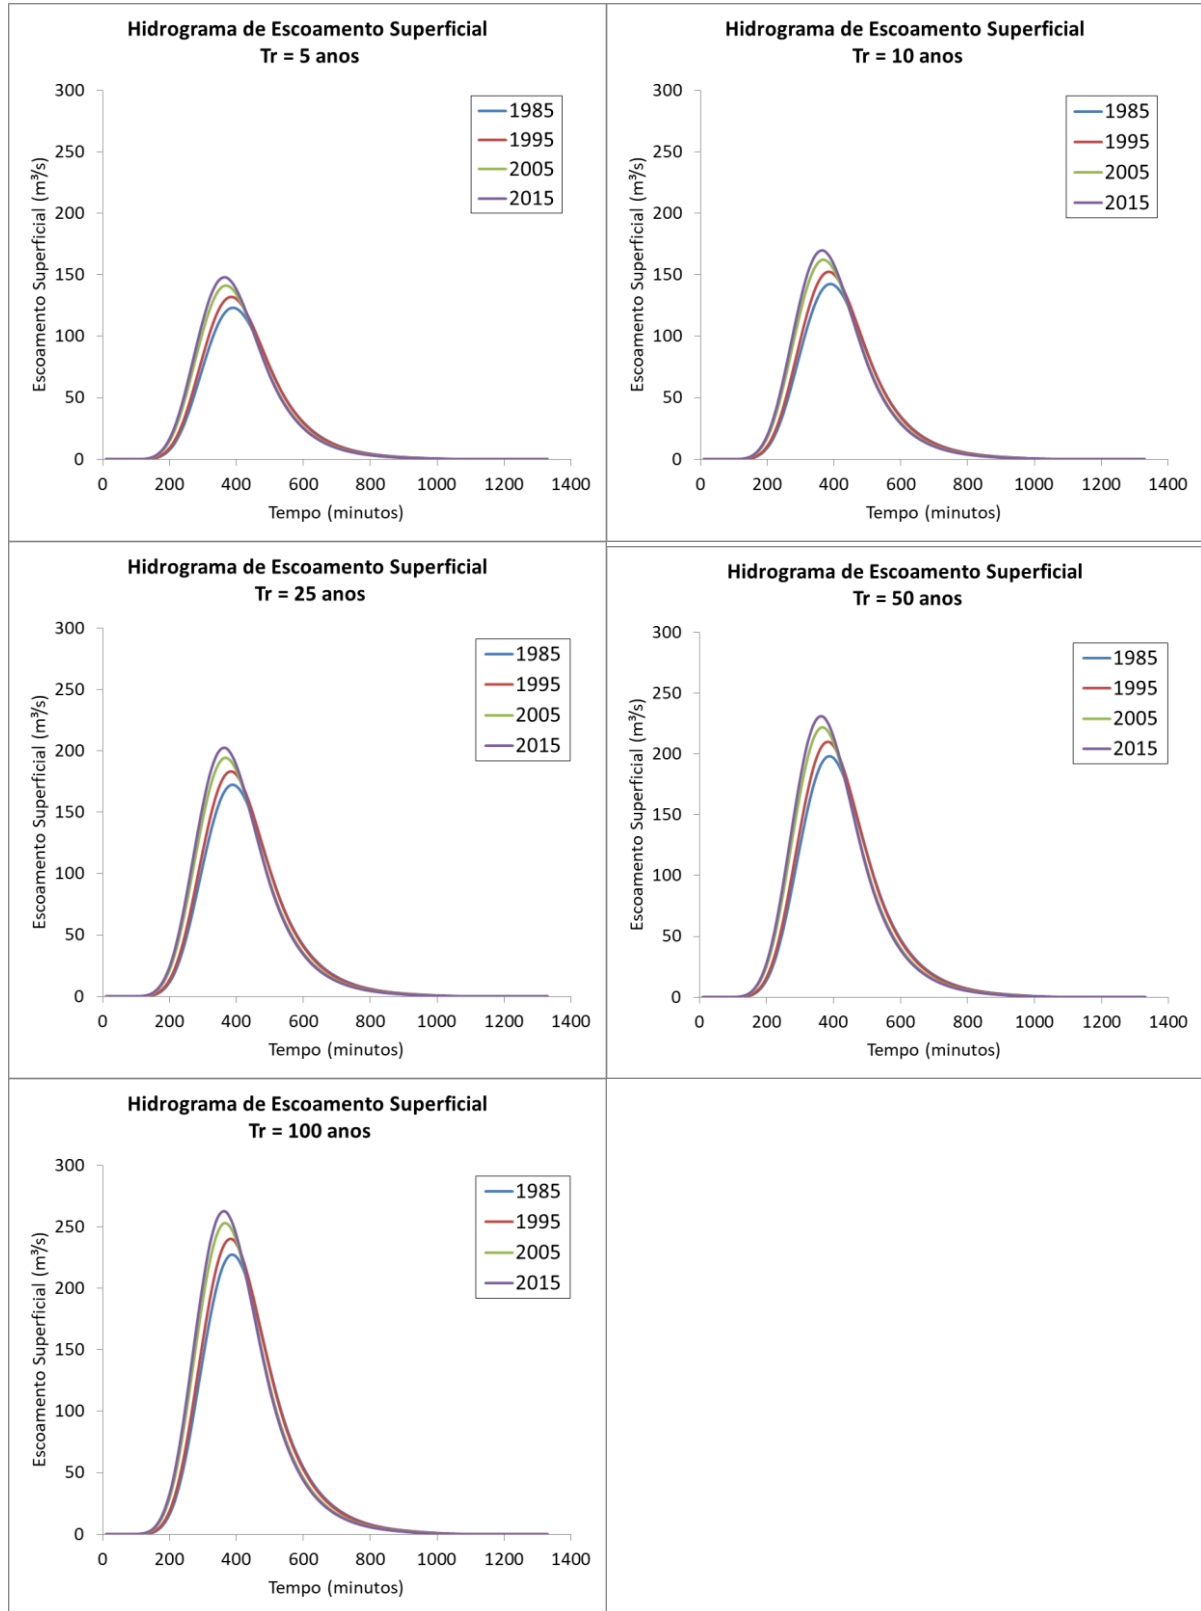 Hidrograma de Escoamento Superficial
Tr = 5 anos
Escoamento Superficial (m³/s)
300
250
200
150
100
50
0
0 200 400 600 800 1000 1200 1400
Tempo (minutos)
1985
1995
2005
2015
Hidrograma de Escoamento Superficial
Tr = 10 anos
Escoamento Superficial (m³/s)
300
250
200
150
100
50
0
0 200 400 600 800 1000 1200 1400
Tempo (minutos)
1985
1995
2005
2015
Hidrograma de Escoamento Superficial
Tr = 25 anos
Escoamento Superficial (m³/s)
300
250
200
150
100
50
0
0 200 400 600 800 1000 1200 1400
Tempo (minutos)
1985
1995
2005
2015
Hidrograma de Escoamento Superficial
Tr = 50 anos
Escoamento Superficial (m³/s)
300
250
200
150
100
50
0
0 200 400 600 800 1000 1200 1400
Tempo (minutos)
1985
1995
2005
2015
Hidrograma de Escoamento Superficial
Tr = 100 anos
Escoamento Superficial (m³/s)
300
250
200
150
100
50
0
0 200 400 600 800 1000 1200 1400
Tempo (minutos)
1985
1995
2005
2015